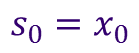 s₀ = x₀